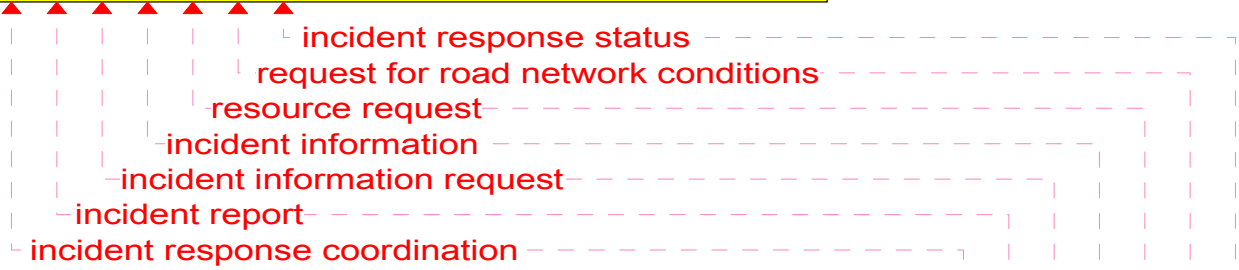 incident response status
request for road network conditions
resource request
incident information
incident information request
incident report
incident response coordination